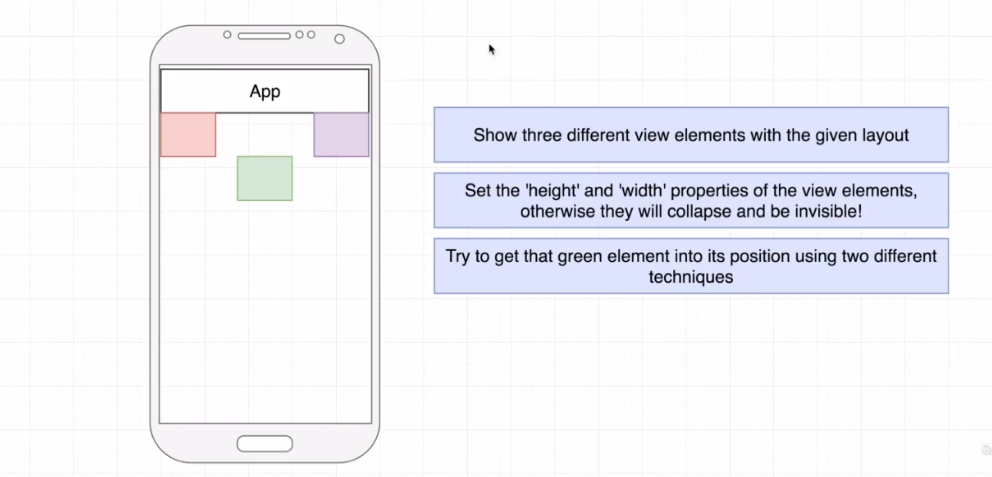 App
Show three different view elements with the given layout
Set the 'height' and 'width' properties of the view elements,
otherwise they will collapse and be invisible!
Try to get that green element into its position using two different
techniques